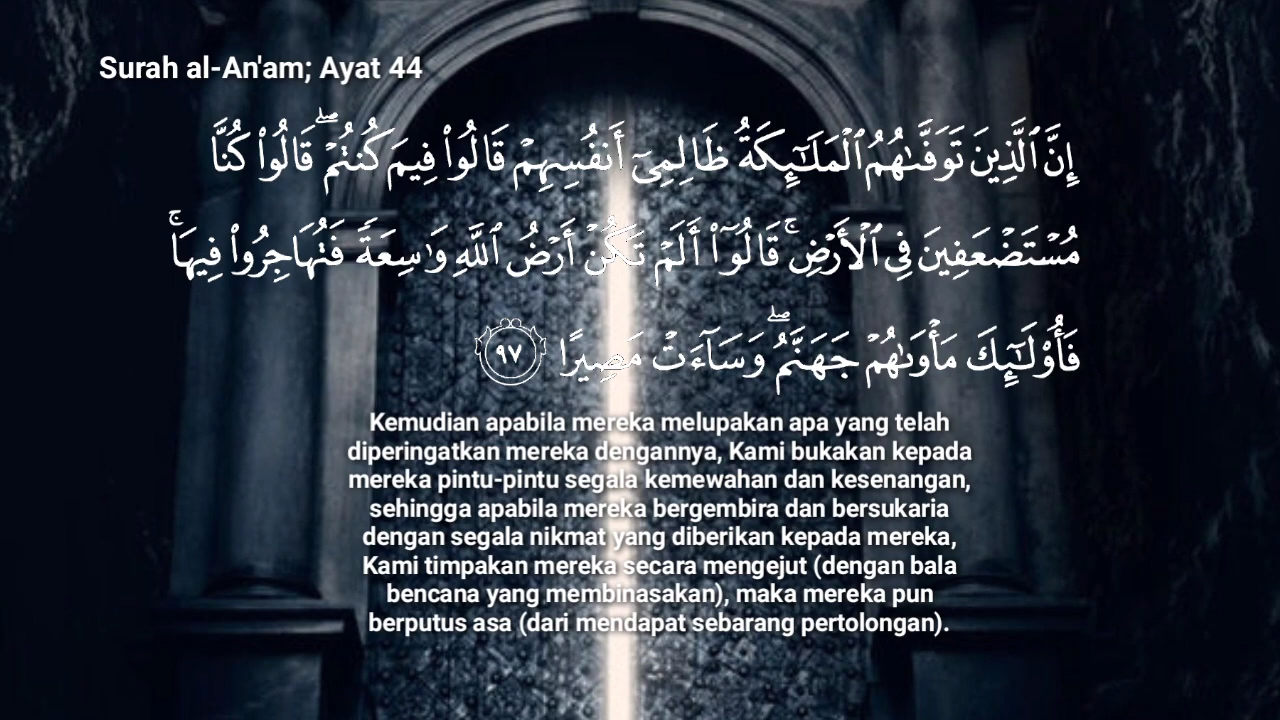 Surah al-An'am; Ayat 44
إِنَّ ٱلَّذِينَ تَوَفَّىٰهُمُ ٱلْمَلَـٰٓئِكَةُ ظَالِمِىٓ أَنفُسِهِمْ قَالُوا۟ فِيمَ كُنتُمْ ۖ قَالُوا۟ كُنَّا
مُسْتَضْعَفِينَ فِى ٱلْأَرْضِ ۚ قَالُوٓا۟ أَلَمْ تَكُنْ أَرْضُ ٱللَّهِ وَٰسِعَةً فَتُهَاجِرُوا۟ فِيهَا ۚ
فَأُو۟لَـٰٓئِكَ مَأْوَىٰهُمْ جَهَنَّمُ ۖ وَسَآءَتْ مَصِيرًا ٩٧
Kemudian apabila mereka melupakan apa yang telah
diperingatkan mereka dengannya, Kami bukakan kepada
mereka pintu-pintu segala kemewahan dan kesenangan,
sehingga apabila mereka bergembira dan bersukaria
dengan segala nikmat yang diberikan kepada mereka,
Kami timpakan mereka secara mengejut (dengan bala
bencana yang membinasakan), maka mereka pun
berputus asa (dari mendapat sebarang pertolongan).